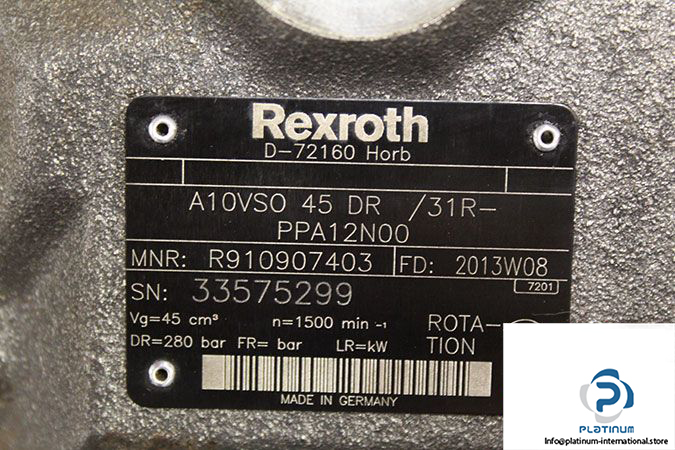 Rexroth
D-72160 Horb
A10VSO 45 DR /31R-
PPA12N00
MNR: R910907403 FD: 2013W08
7201
SN: 33575299
Vg=45 cm³ n=1500 min -1
DR=280 bar FR= bar LR=kW
ROTA-
TION
MADE IN GERMANY
PLATINUM
Info@platinum-international.store